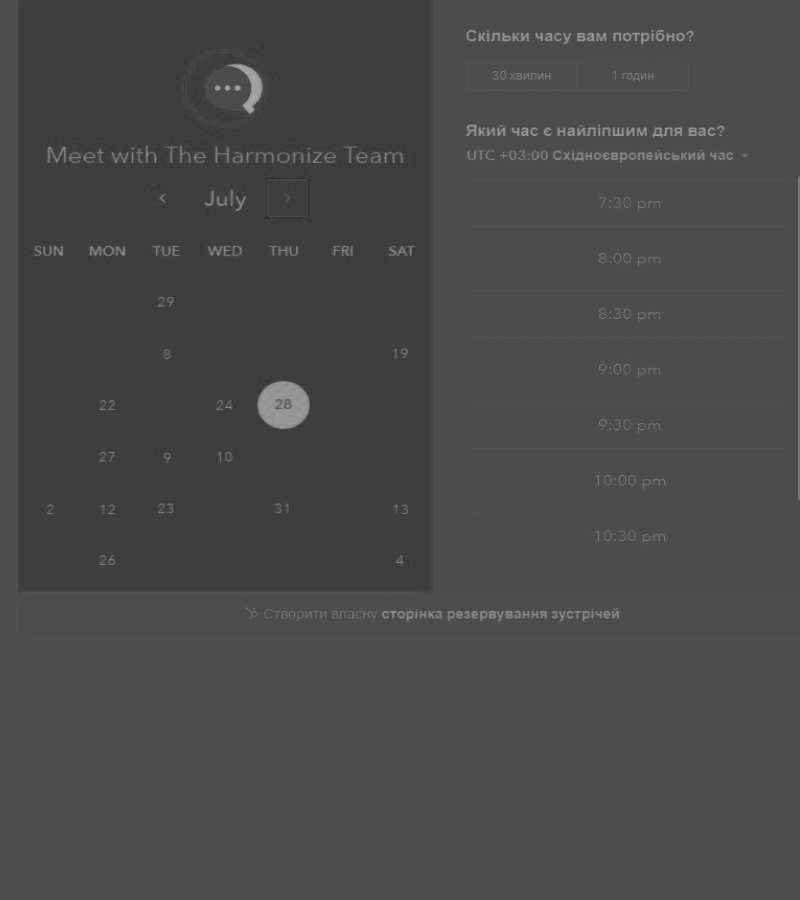 Meet with The Harmonize Team
July
SUN MON TUE WED THU FRI SAT
29
8 19
22 24 28
27 9 10
2 12 23 31 13
26 4
Скільки часу вам потрібно?
30 хвилин 1 годин
Який час є найліпшим для вас?
UTC +03:00 Східноєвропейський час
7:30 pm
8:00 pm
8:30 pm
9:00 pm
9:30 pm
10:00 pm
10:30 pm
Створити власну сторінка резервування зустрічей